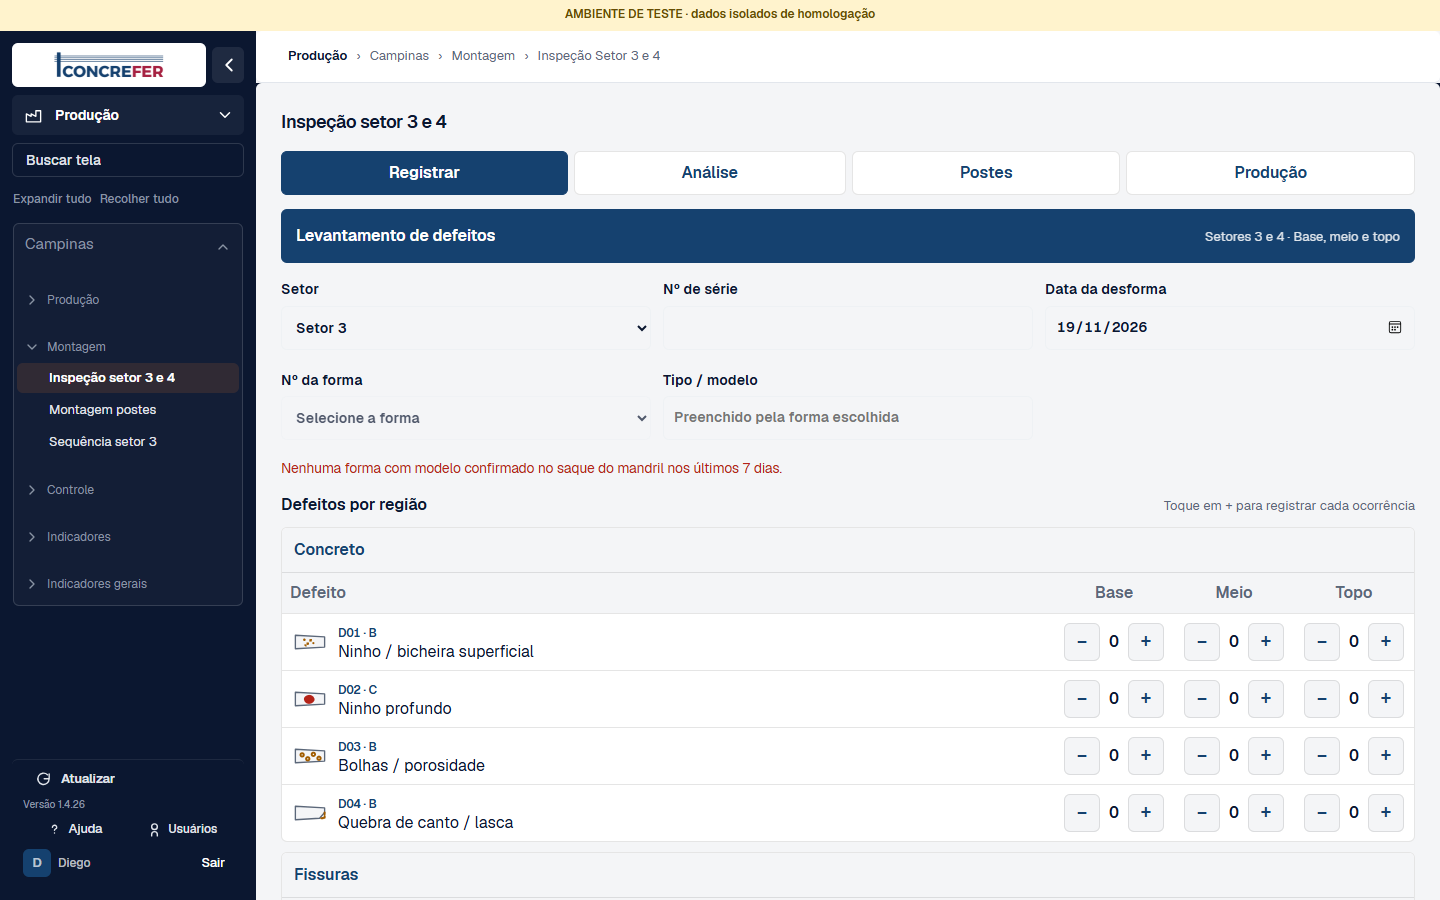 AMBIENTE DE TESTE · dados isolados de homologação
CONCREFER
Produção
Buscar tela
Expandir tudo Recolher tudo
Campinas
Produção
Montagem
Inspeção setor 3 e 4
Montagem postes
Sequência setor 3
Controle
Indicadores
Indicadores gerais
Atualizar
Versão 1.4.26
? Ajuda Usuários
D Diego Sair
Produção › Campinas › Montagem › Inspeção Setor 3 e 4
Inspeção setor 3 e 4
Registrar Análise Postes Produção
Levantamento de defeitos Setores 3 e 4 · Base, meio e topo
Setor Nº de série Data da desforma
Setor 3 19/11/2026
Nº da forma Tipo / modelo
Selecione a forma Preenchido pela forma escolhida
Nenhuma forma com modelo confirmado no saque do mandril nos últimos 7 dias.
Defeitos por região Toque em + para registrar cada ocorrência
Concreto
Defeito Base Meio Topo
D01 · B
Ninho / bicheira superficial − 0 + − 0 + − 0 +
D02 · C
Ninho profundo − 0 + − 0 + − 0 +
D03 · B
Bolhas / porosidade − 0 + − 0 + − 0 +
D04 · B
Quebra de canto / lasca − 0 + − 0 + − 0 +
Fissuras